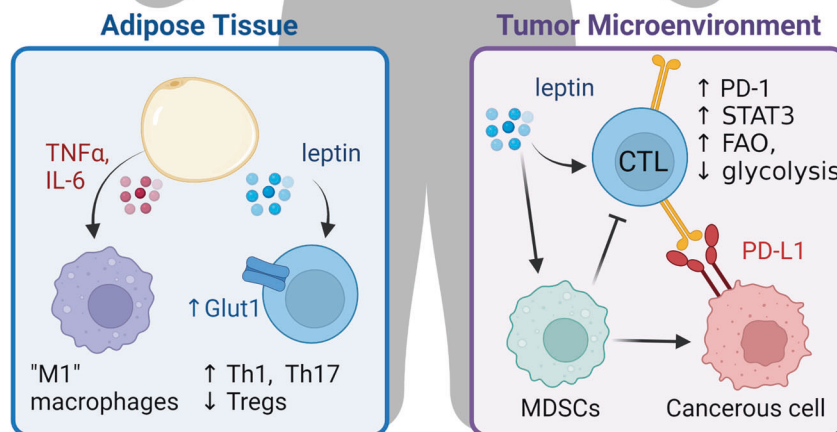 Adipose Tissue
TNFα,
IL-6
leptin
↑ Glut1
"M1"
macrophages
↑ Th1, Th17
↓ Tregs
Tumor Microenvironment
leptin
CTL
↑ PD-1
↑ STAT3
↑ FAO,
↓ glycolysis
PD-L1
MDSCs
Cancerous cell